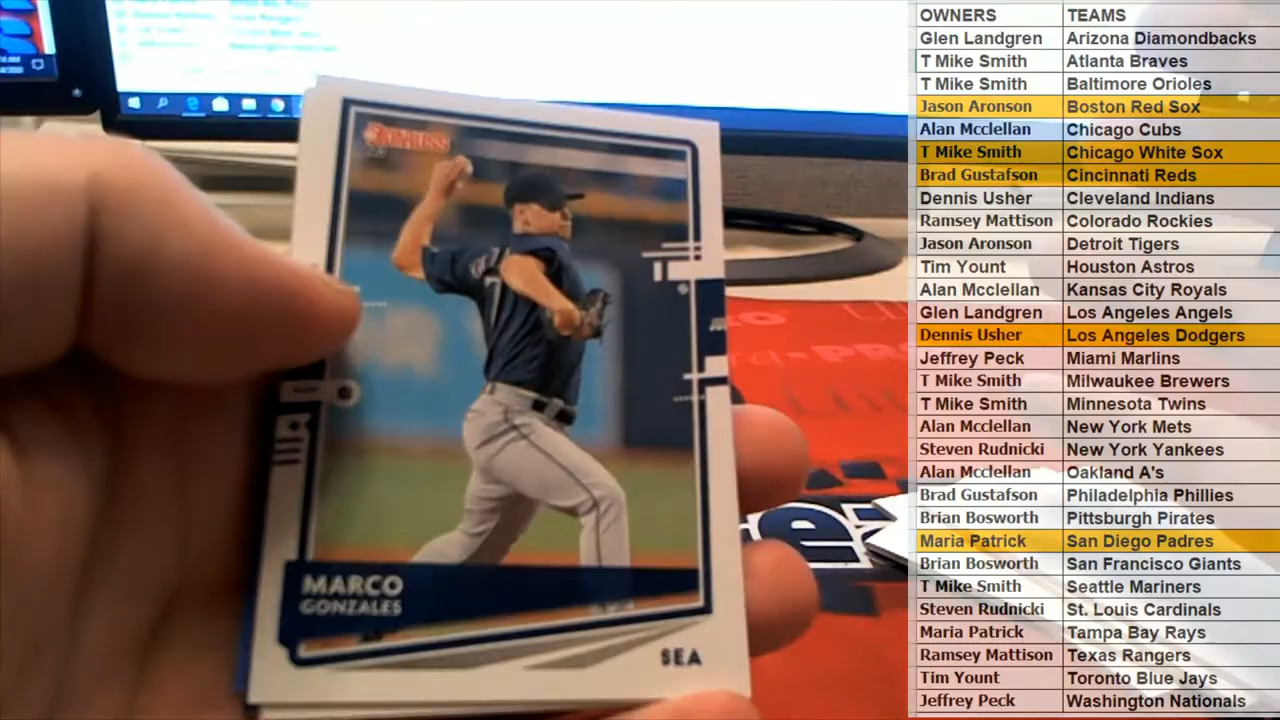 DONRUSS
MARCO
GONZALES
SEA
OWNERS TEAMS
Glen Landgren Arizona Diamondbacks
T Mike Smith Atlanta Braves
T Mike Smith Baltimore Orioles
Jason Aronson Boston Red Sox
Alan Mcclellan Chicago Cubs
T Mike Smith Chicago White Sox
Brad Gustafson Cincinnati Reds
Dennis Usher Cleveland Indians
Ramsey Mattison Colorado Rockies
Jason Aronson Detroit Tigers
Tim Yount Houston Astros
Alan Mcclellan Kansas City Royals
Glen Landgren Los Angeles Angels
Dennis Usher Los Angeles Dodgers
Jeffrey Peck Miami Marlins
T Mike Smith Milwaukee Brewers
T Mike Smith Minnesota Twins
Alan Mcclellan New York Mets
Steven Rudnicki New York Yankees
Alan Mcclellan Oakland A's
Brad Gustafson Philadelphia Phillies
Brian Bosworth Pittsburgh Pirates
Maria Patrick San Diego Padres
Brian Bosworth San Francisco Giants
T Mike Smith Seattle Mariners
Steven Rudnicki St. Louis Cardinals
Maria Patrick Tampa Bay Rays
Ramsey Mattison Texas Rangers
Tim Yount Toronto Blue Jays
Jeffrey Peck Washington Nationals